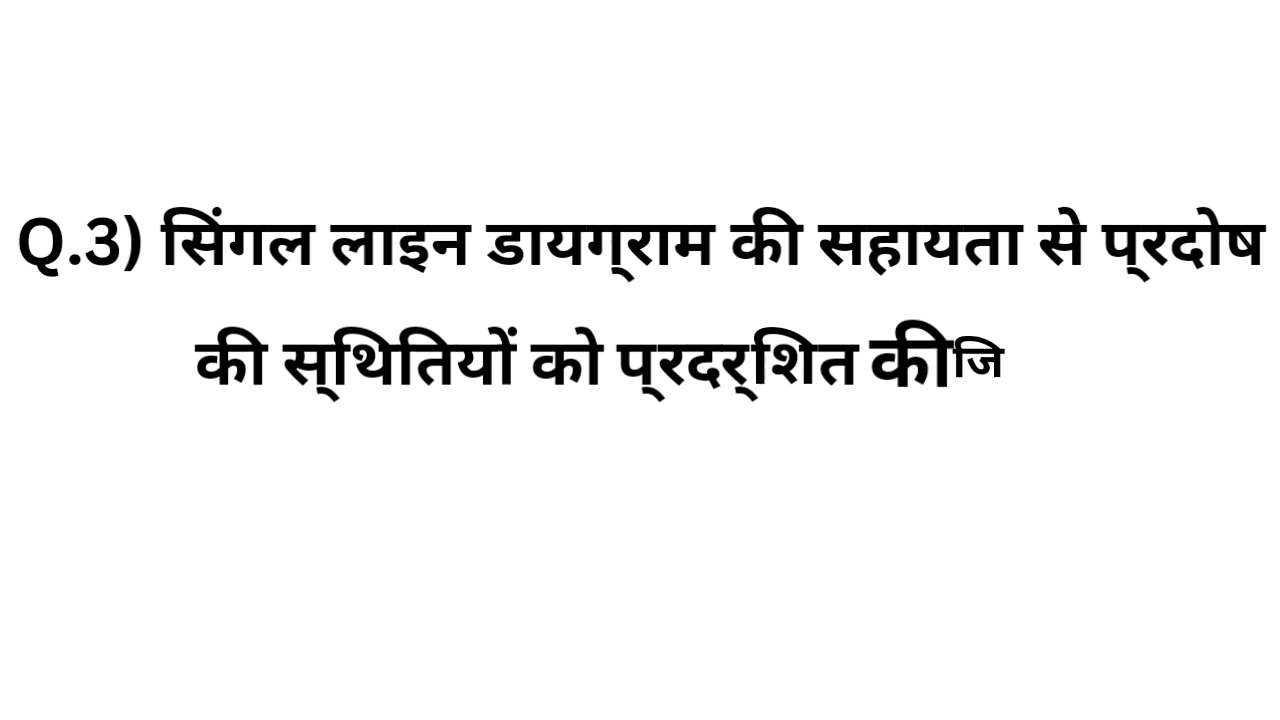 Q.3) सिंगल लाइन डायग्राम की सहायता से प्रदोष
की स्थितियों को प्रदर्शित कीजि